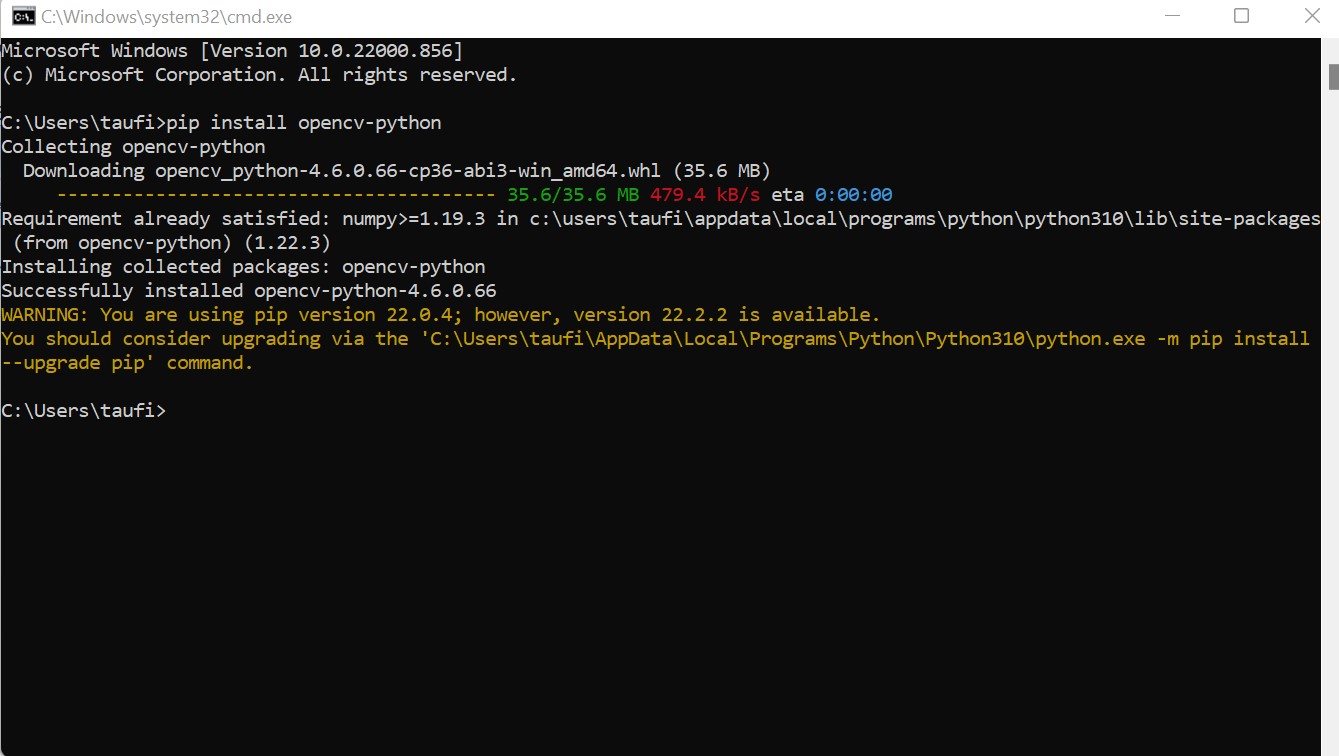 C:\Windows\system32\cmd.exe
Microsoft Windows [Version 10.0.22000.856]
(c) Microsoft Corporation. All rights reserved.
C:\Users\taufi>pip install opencv-python
Collecting opencv-python
  Downloading opencv_python-4.6.0.66-cp36-abi3-win_amd64.whl (35.6 MB)
     ---------------------------------------- 35.6/35.6 MB 479.4 kB/s eta 0:00:00
Requirement already satisfied: numpy>=1.19.3 in c:\users\taufi\appdata\local\programs\python\python310\lib\site-packages
 (from opencv-python) (1.22.3)
Installing collected packages: opencv-python
Successfully installed opencv-python-4.6.0.66
WARNING: You are using pip version 22.0.4; however, version 22.2.2 is available.
You should consider upgrading via the 'C:\Users\taufi\AppData\Local\Programs\Python\Python310\python.exe -m pip install
--upgrade pip' command.
C:\Users\taufi>